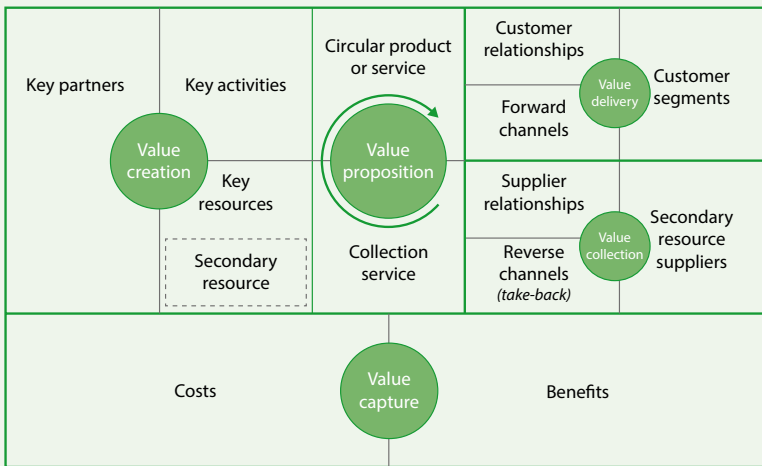 Key partners
Key activities
Value
creation
Key
resources
Secondary
resource
Circular product
or service
Value
proposition
Collection
service
Customer
relationships
Forward
channels
Value
delivery
Customer
segments
Supplier
relationships
Reverse
channels
(take-back)
Value
collection
Secondary
resource
suppliers
Costs
Value
capture
Benefits